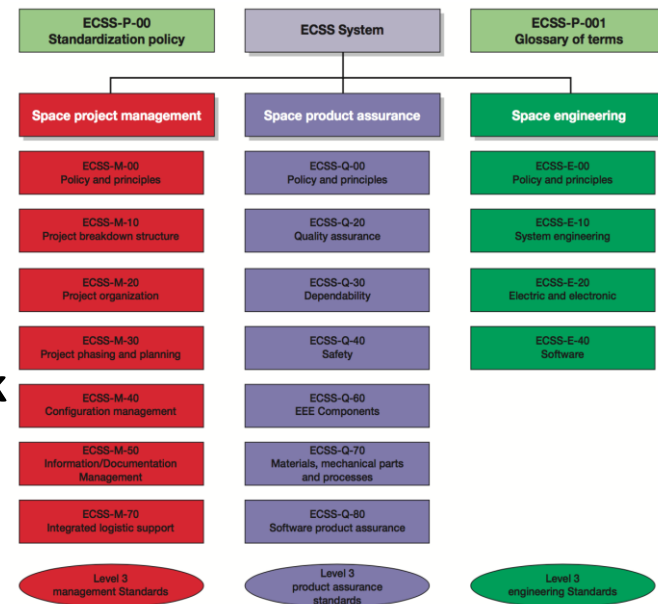 ECSS-P-00
Standardization policy
ECSS System
ECSS-P-001
Glossary of terms
Space project management
Space product assurance
Space engineering
ECSS-M-00
Policy and principles
ECSS-Q-00
Policy and principles
ECSS-E-00
Policy and principles
ECSS-M-10
Project breakdown structure
ECSS-Q-20
Quality assurance
ECSS-E-10
System engineering
ECSS-M-20
Project organization
ECSS-Q-30
Dependability
ECSS-E-20
Electric and electronic
ECSS-M-30
Project phasing and planning
ECSS-Q-40
Safety
ECSS-E-40
Software
ECSS-M-40
Configuration management
ECSS-Q-60
EEE Components
ECSS-M-50
Information/Documentation
Management
ECSS-Q-70
Materials, mechanical parts
and processes
ECSS-M-70
Integrated logistic support
ECSS-Q-80
Software product assurance
Level 3
management Standards
Level 3
product assurance
standards
Level 3
engineering Standards